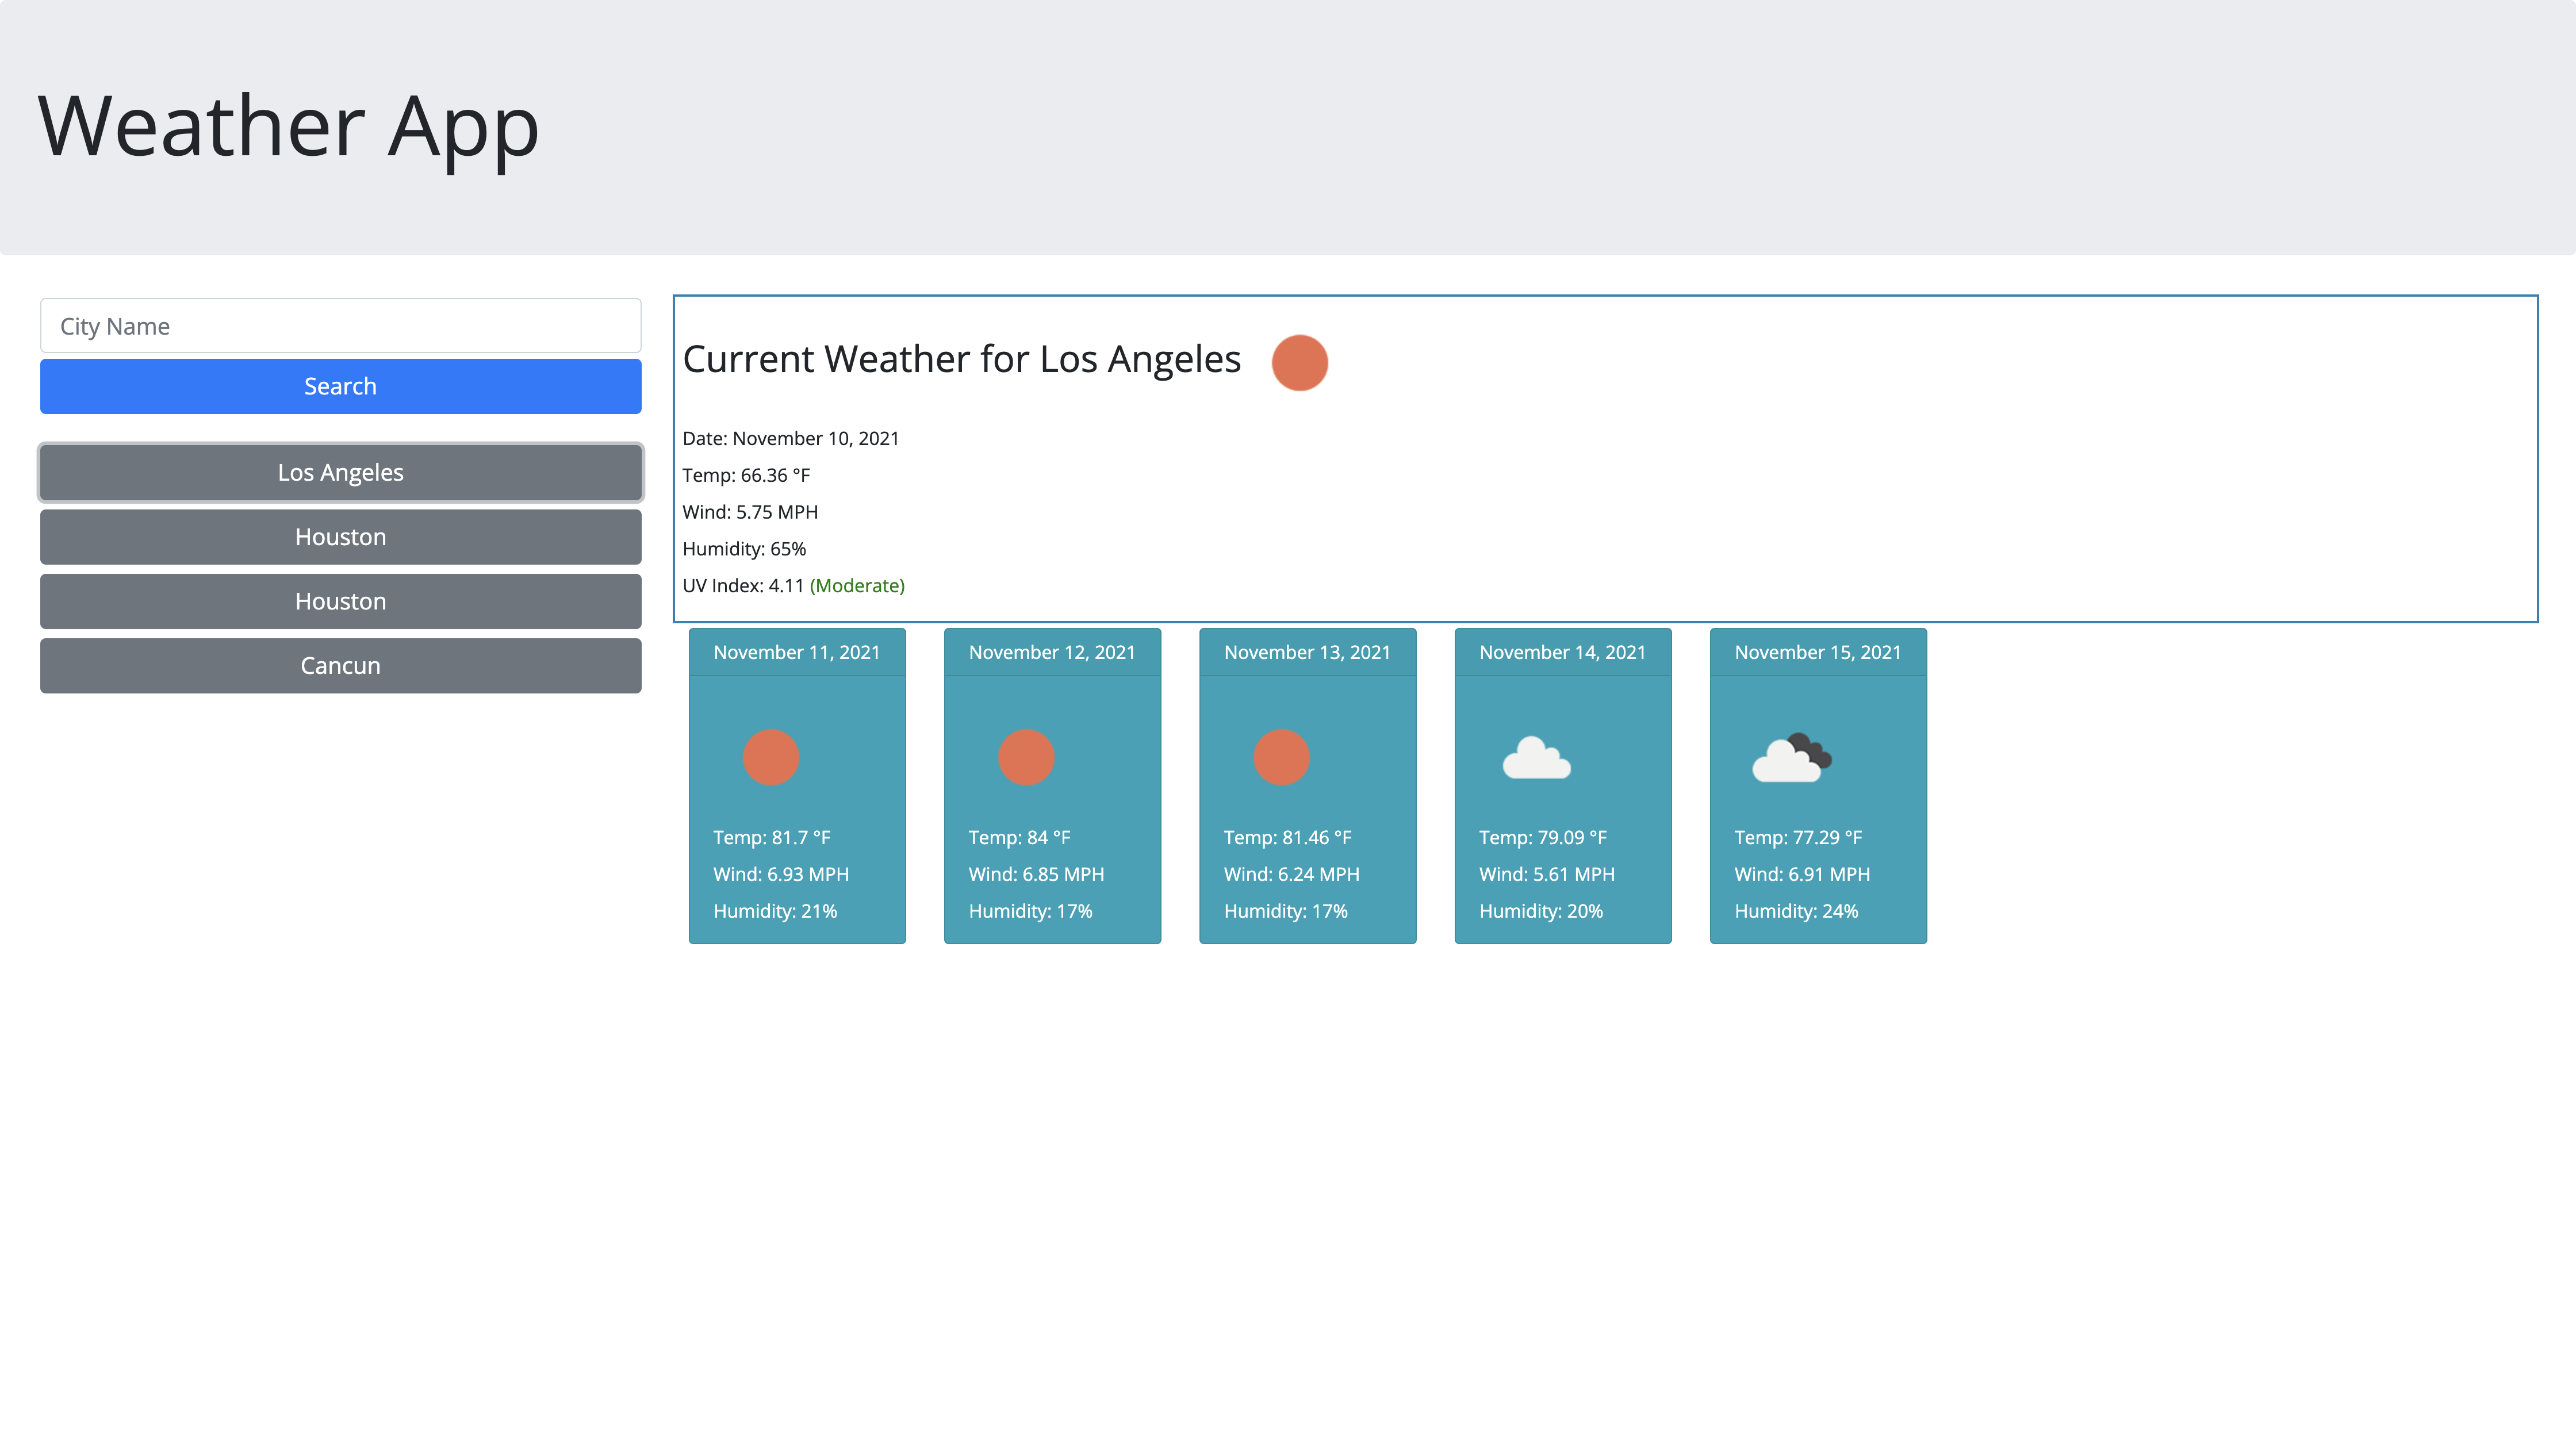 Weather App
City Name
Search
Los Angeles
Houston
Houston
Cancun
Current Weather for Los Angeles
Date: November 10, 2021
Temp: 66.36 °F
Wind: 5.75 MPH
Humidity: 65%
UV Index: 4.11 (Moderate)
November 11, 2021
Temp: 81.7 °F
Wind: 6.93 MPH
Humidity: 21%
November 12, 2021
Temp: 84 °F
Wind: 6.85 MPH
Humidity: 17%
November 13, 2021
Temp: 81.46 °F
Wind: 6.24 MPH
Humidity: 17%
November 14, 2021
Temp: 79.09 °F
Wind: 5.61 MPH
Humidity: 20%
November 15, 2021
Temp: 77.29 °F
Wind: 6.91 MPH
Humidity: 24%